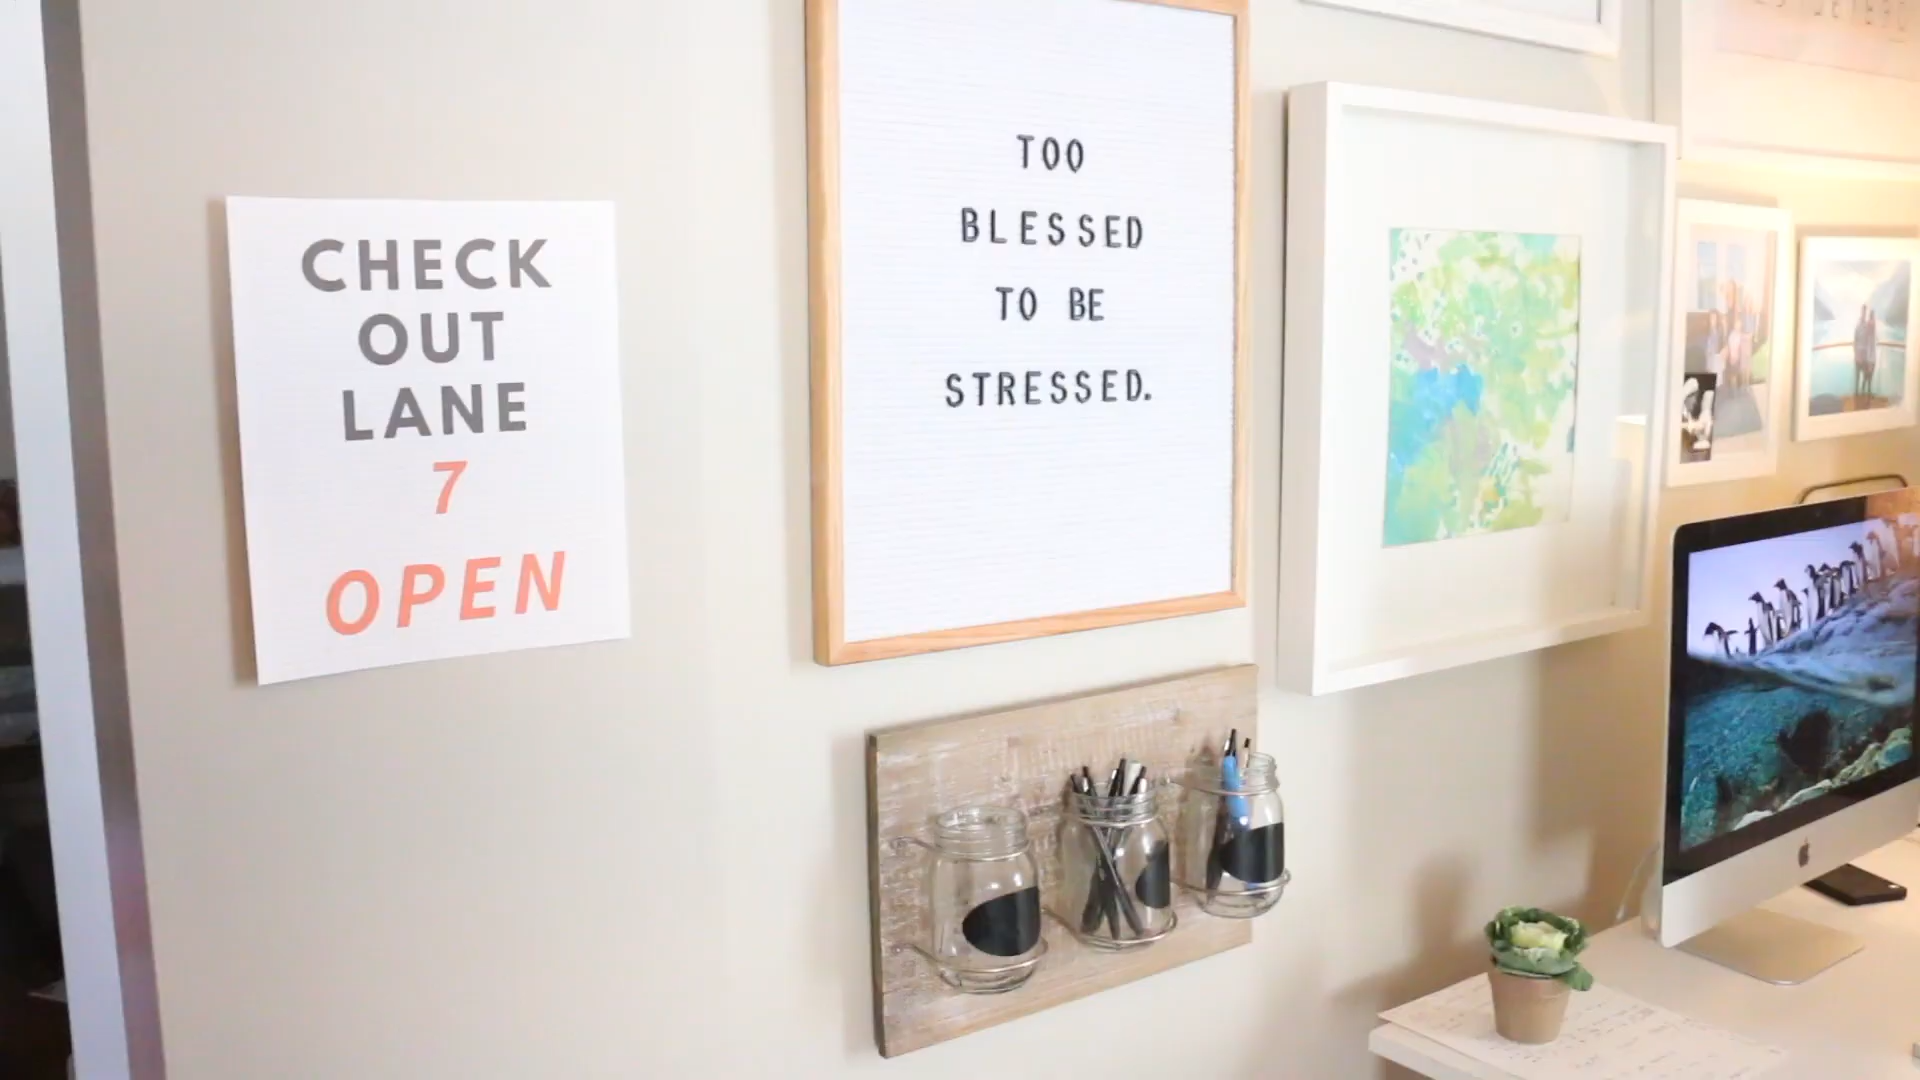 CHECK
OUT
LANE
7
OPEN
TOO
BLESSED
TO BE
STRESSED.